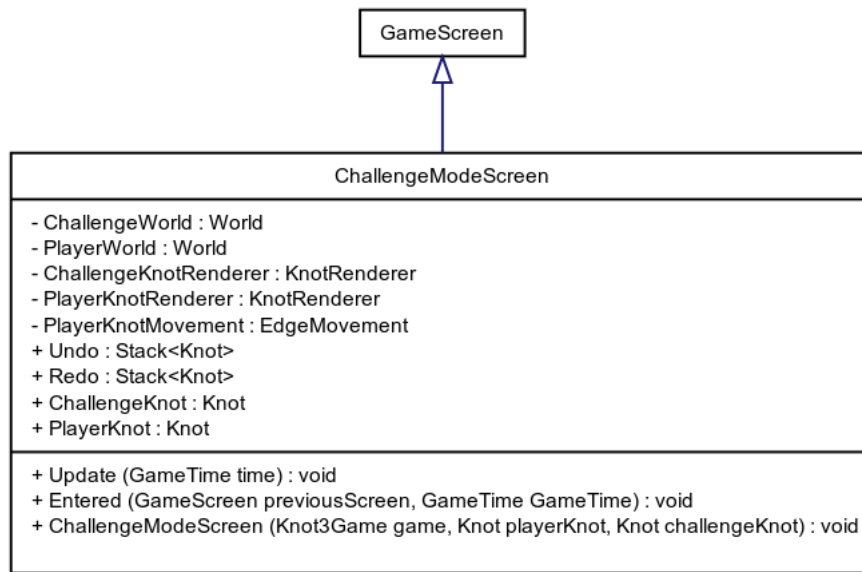 GameScreen
ChallengeModeScreen
- ChallengeWorld : World
- PlayerWorld : World
- ChallengeKnotRenderer : KnotRenderer
- PlayerKnotRenderer : KnotRenderer
- PlayerKnotMovement : EdgeMovement
+ Undo : Stack<Knot>
+ Redo : Stack<Knot>
+ ChallengeKnot : Knot
+ PlayerKnot : Knot
+ Update (GameTime time) : void
+ Entered (GameScreen previousScreen, GameTime GameTime) : void
+ ChallengeModeScreen (Knot3Game game, Knot playerKnot, Knot challengeKnot) : void